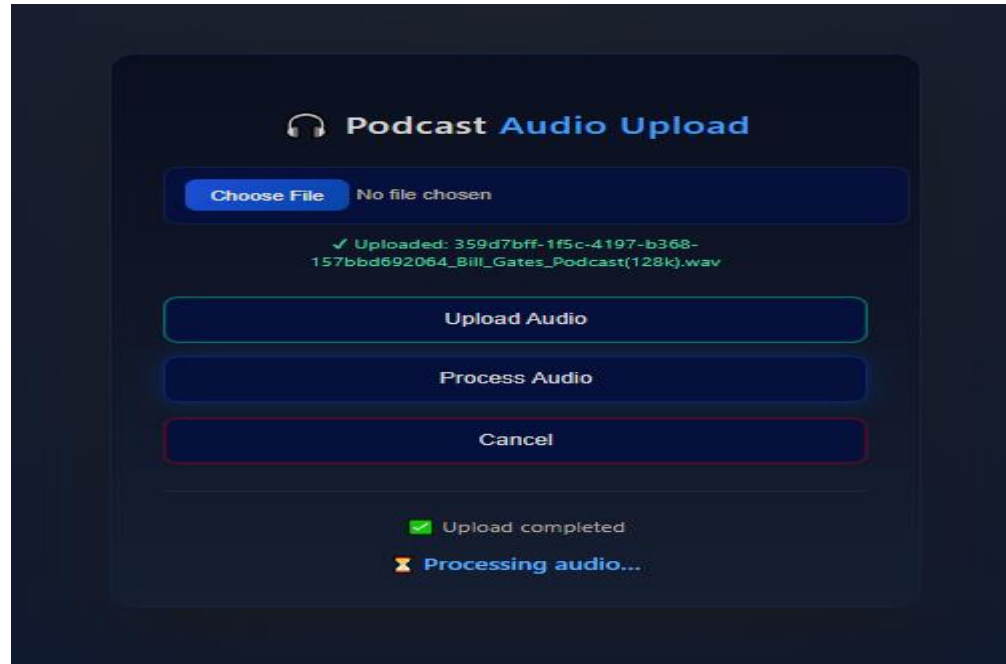 Podcast Audio Upload
Choose File No file chosen
✓ Uploaded: 359d7bff-1f5c-4197-b368-
157bbd692064_Bill_Gates_Podcast(128k).wav
Upload Audio
Process Audio
Cancel
Upload completed
Processing audio...